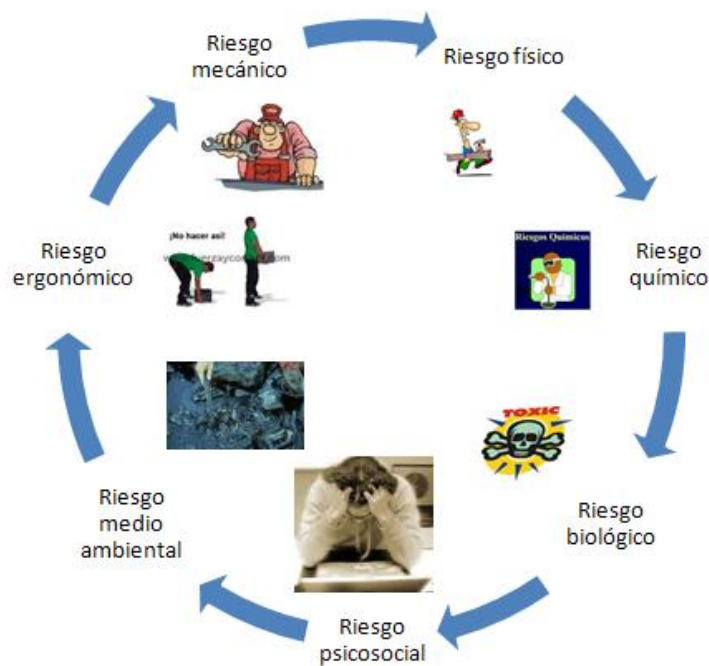 Riesgo
mecánico
Riesgo físico
Riesgo
químico
Riesgos Químicos
Riesgo
biológico
TOXIC
Riesgo
psicosocial
Riesgo
medio
ambiental
Riesgo
ergonómico
¡No hacer así!